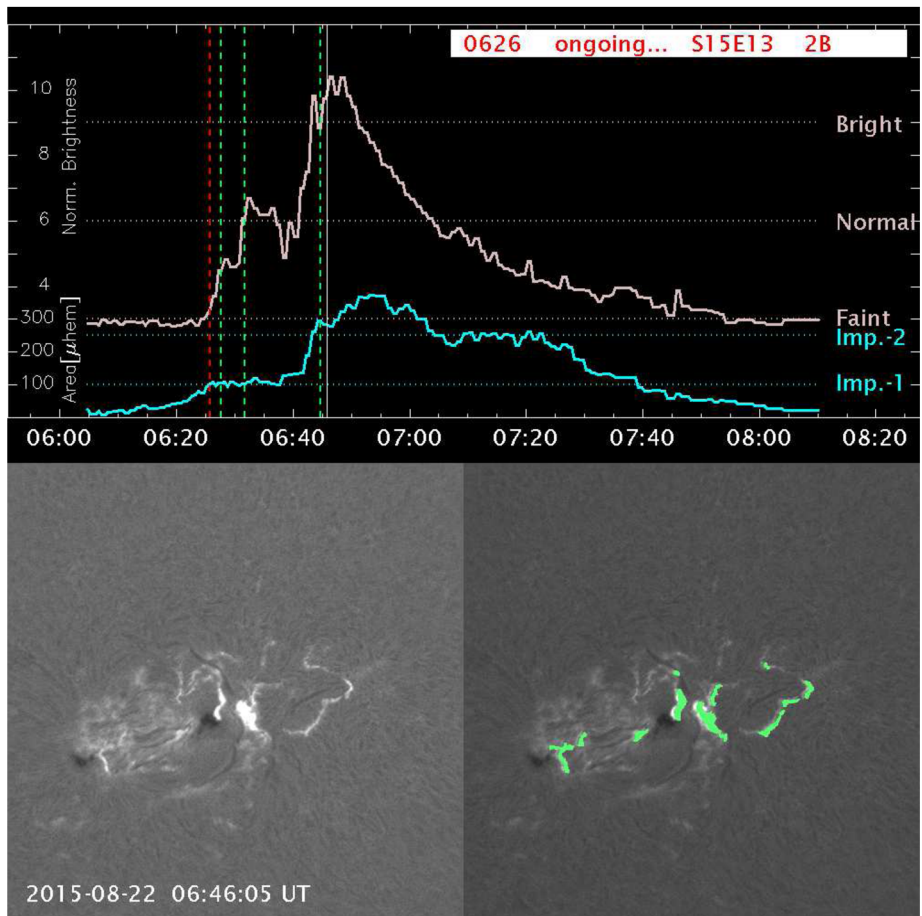 0626 ongoing... S15E13 2B
Norm. Brightness
10
8
6
4
Bright
Normal
Faint
Area[μhem]
300
200
100
Imp.-2
Imp.-1
06:00 06:20 06:40 07:00 07:20 07:40 08:00 08:20
2015-08-22 06:46:05 UT